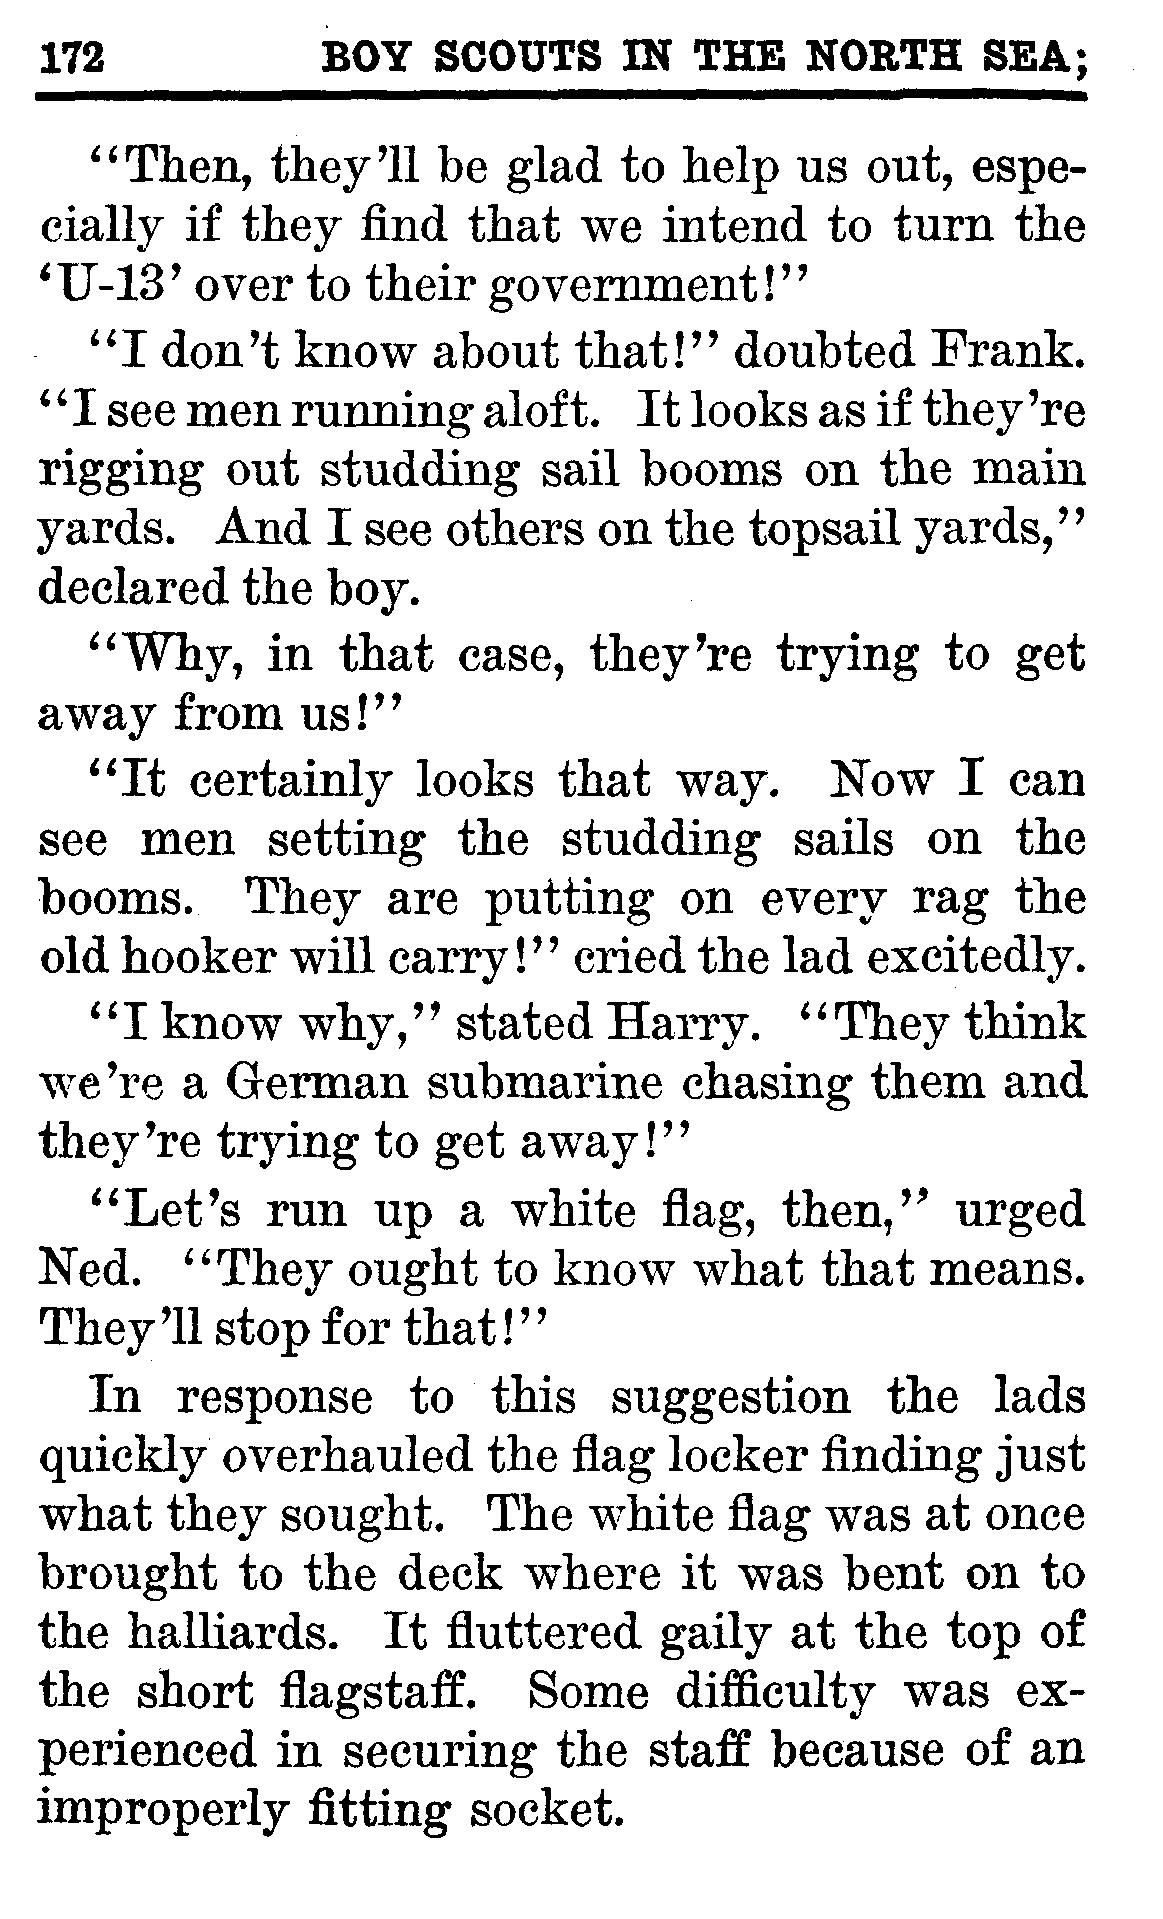 172 BOY SCOUTS IN THE NORTH SEA;
“Then, they’ll be glad to help us out, espe-
cially if they find that we intend to turn the
‘U-13’ over to their government!”
“I don’t know about that!” doubted Frank.
“I see men running aloft. It looks as if they’re
rigging out studding sail booms on the main
yards. And I see others on the topsail yards,”
declared the boy.
“Why, in that case, they’re trying to get
away from us!”
“It certainly looks that way. Now I can
see men setting the studding sails on the
booms. They are putting on every rag the
old hooker will carry!” cried the lad excitedly.
“I know why,” stated Harry. “They think
we’re a German submarine chasing them and
they’re trying to get away!”
“Let’s run up a white flag, then,” urged
Ned. “They ought to know what that means.
They’ll stop for that!”
In response to this suggestion the lads
quickly overhauled the flag locker finding just
what they sought. The white flag was at once
brought to the deck where it was bent on to
the halliards. It fluttered gaily at the top of
the short flagstaff. Some difficulty was ex-
perienced in securing the staff because of an
improperly fitting socket.